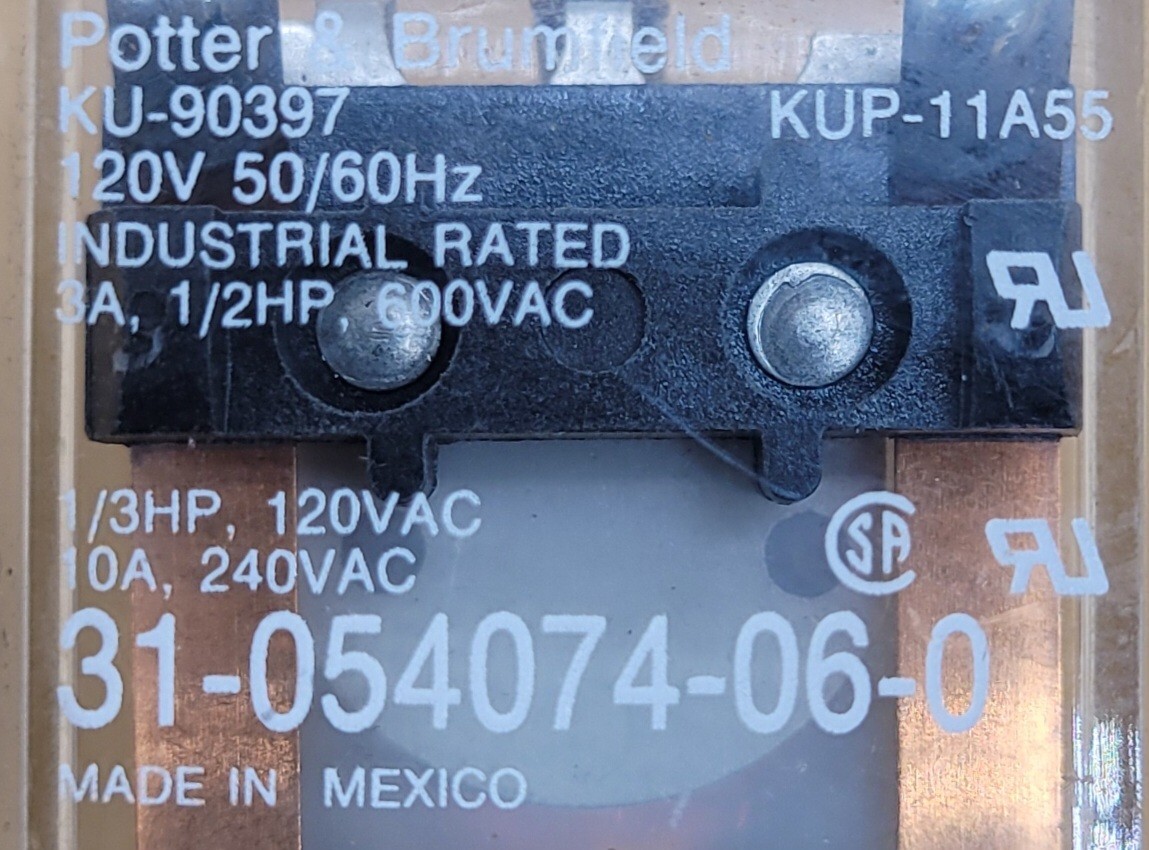 Potter & Brumfield
KU-90397 KUP-11A55
120V 50/60Hz
INDUSTRIAL RATED
3A, 1/2HP, 600VAC
1/3HP, 120VAC
10A, 240VAC
SA
31-054074-06-0
MADE IN MEXICO